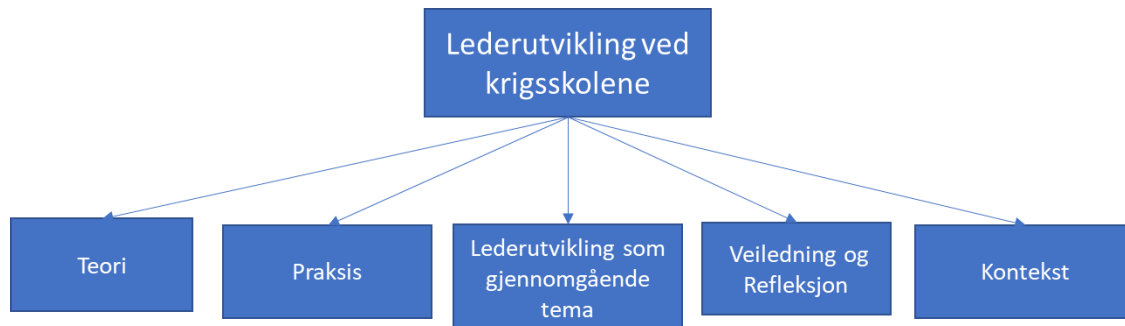 Lederutvikling ved
krigsskolene
Teori
Praksis
Lederutvikling som
gjennomgående
tema
Veiledning og
Refleksjon
Kontekst